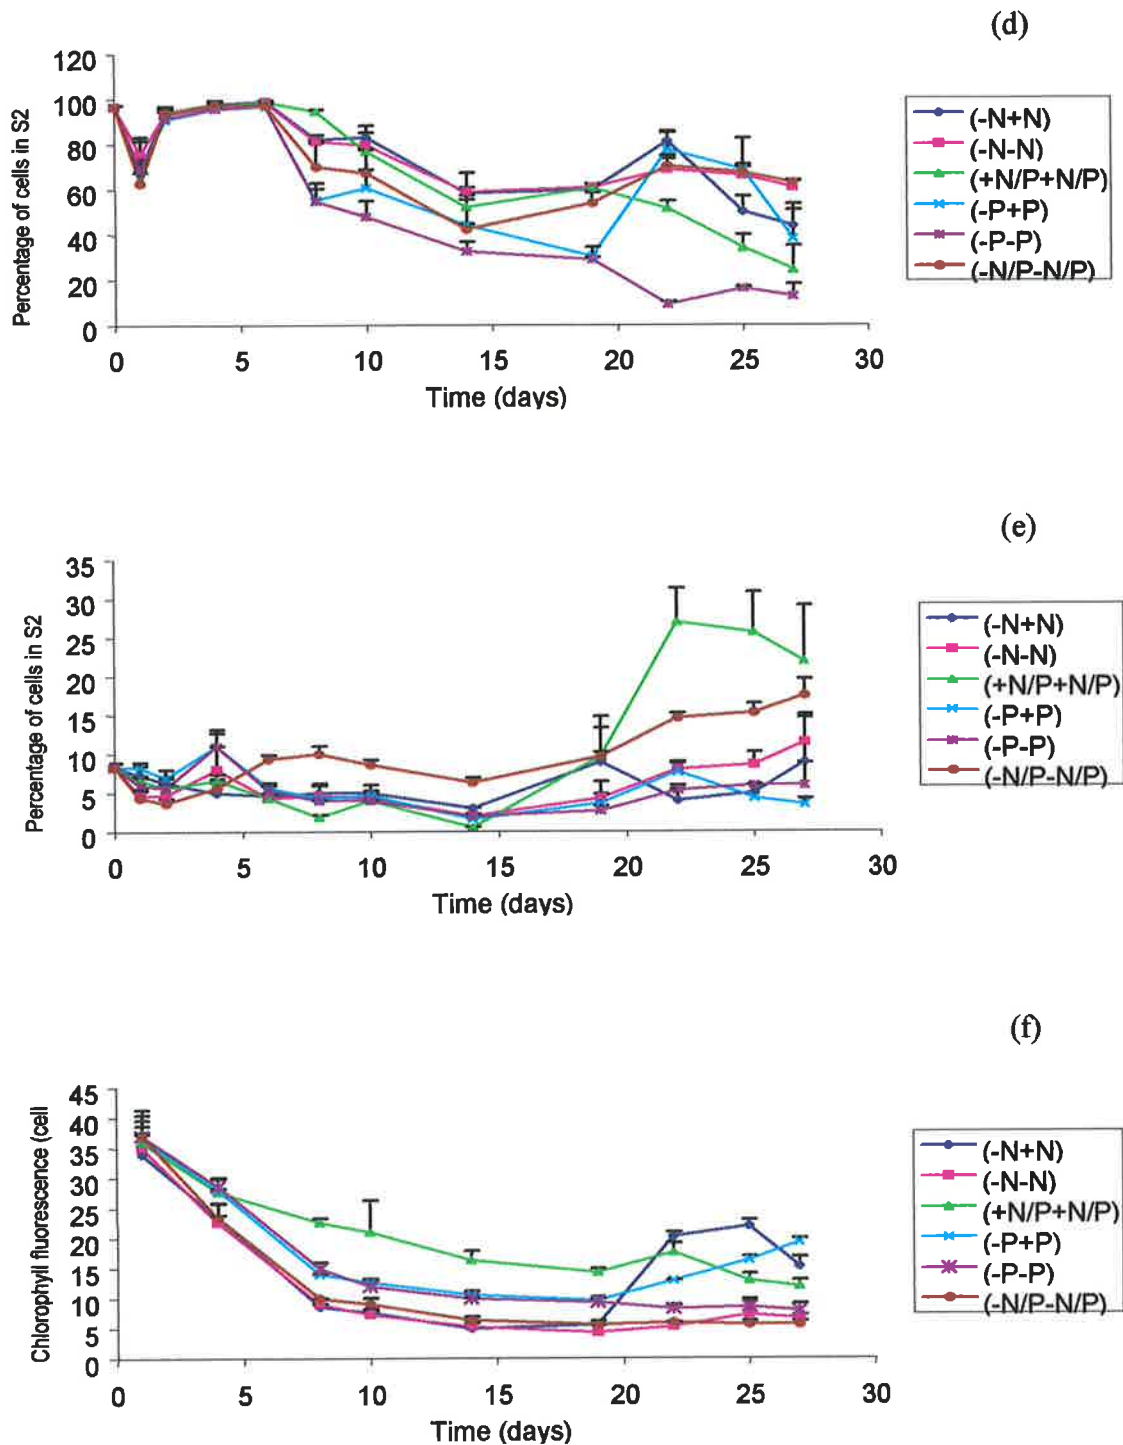 (d)
Percentage of cells in S2
120
100
80
60
40
20
0
0 5 10 15 20 25 30
Time (days)
(-N+N)
(-N-N)
(+N/P+N/P)
(-P+P)
(-P-P)
(-N/P-N/P)
(e)
Percentage of cells in S2
35
30
25
20
15
10
5
0
0 5 10 15 20 25 30
Time (days)
(-N+N)
(-N-N)
(+N/P+N/P)
(-P+P)
(-P-P)
(-N/P-N/P)
(f)
Chlorophyll fluorescence (cell
45
40
35
30
25
20
15
10
5
0
0 5 10 15 20 25 30
Time (days)
(-N+N)
(-N-N)
(+N/P+N/P)
(-P+P)
(-P-P)
(-N/P-N/P)